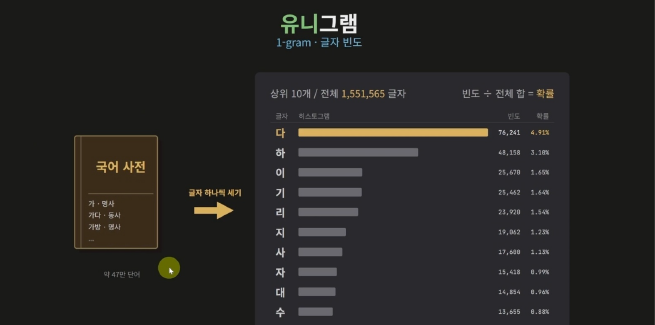 유니그램
1-gram · 글자 빈도
상위 10개 / 전체 1,551,565 글자
빈도 ÷ 전체 합 = 확률
글자 히스토그램 빈도 확률
다 76,241 4.91%
하 48,158 3.10%
이 25,670 1.65%
기 25,462 1.64%
리 23,920 1.54%
지 19,062 1.23%
사 17,600 1.13%
자 15,418 0.99%
대 14,854 0.96%
수 13,655 0.88%
국어 사전
가 · 명사
가다 · 동사
가방 · 명사
...
약 47만 단어
글자 하나씩 세기